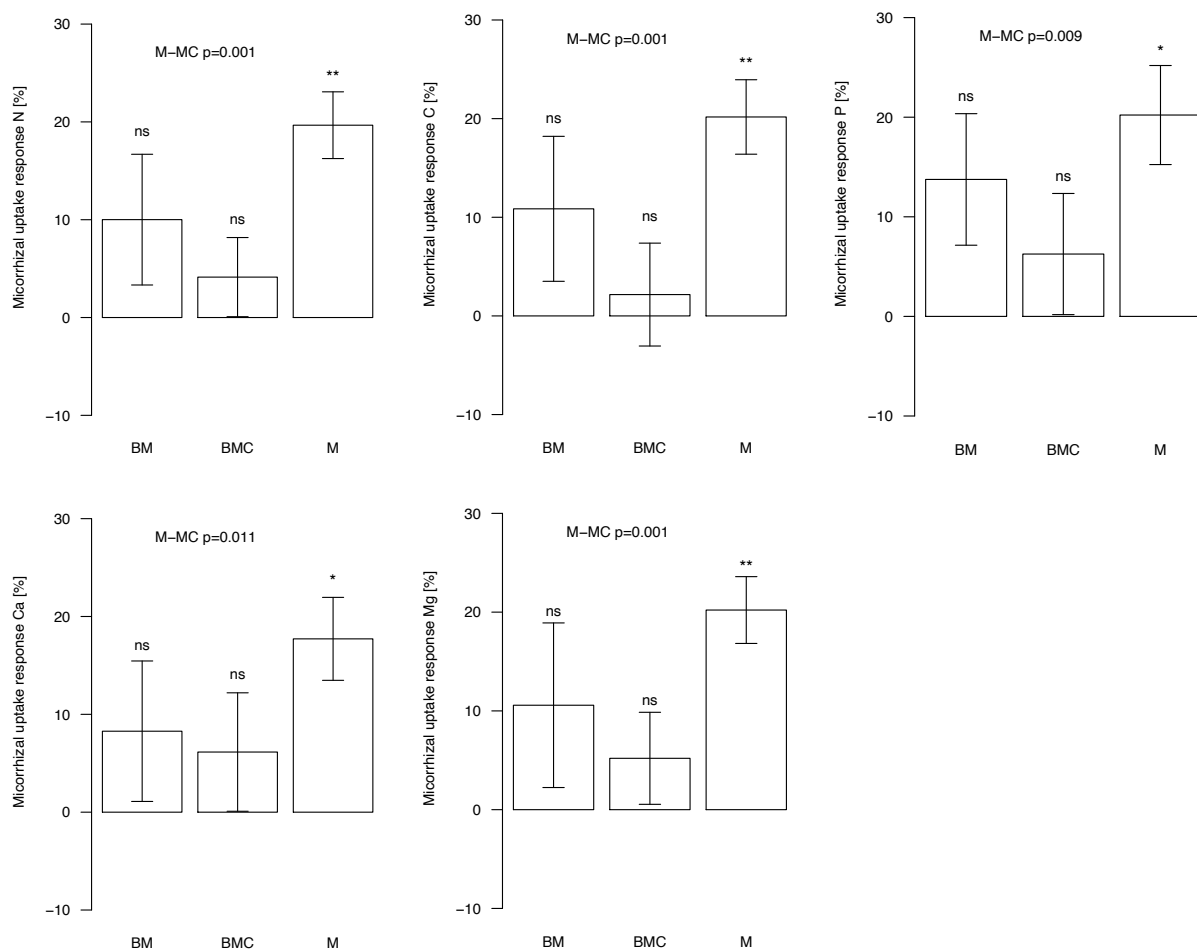 Micorrhizal uptake response N [%]
30
20
10
0
−10
M−MC p=0.001
ns
ns
**
BM BMC M
Micorrhizal uptake response C [%]
30
20
10
0
−10
M−MC p=0.001
ns
ns
**
BM BMC M
Micorrhizal uptake response P [%]
30
20
10
0
−10
M−MC p=0.009
ns
ns
*
BM BMC M
Micorrhizal uptake response Ca [%]
30
20
10
0
−10
M−MC p=0.011
ns
ns
*
BM BMC M
Micorrhizal uptake response Mg [%]
30
20
10
0
−10
M−MC p=0.001
ns
ns
**
BM BMC M